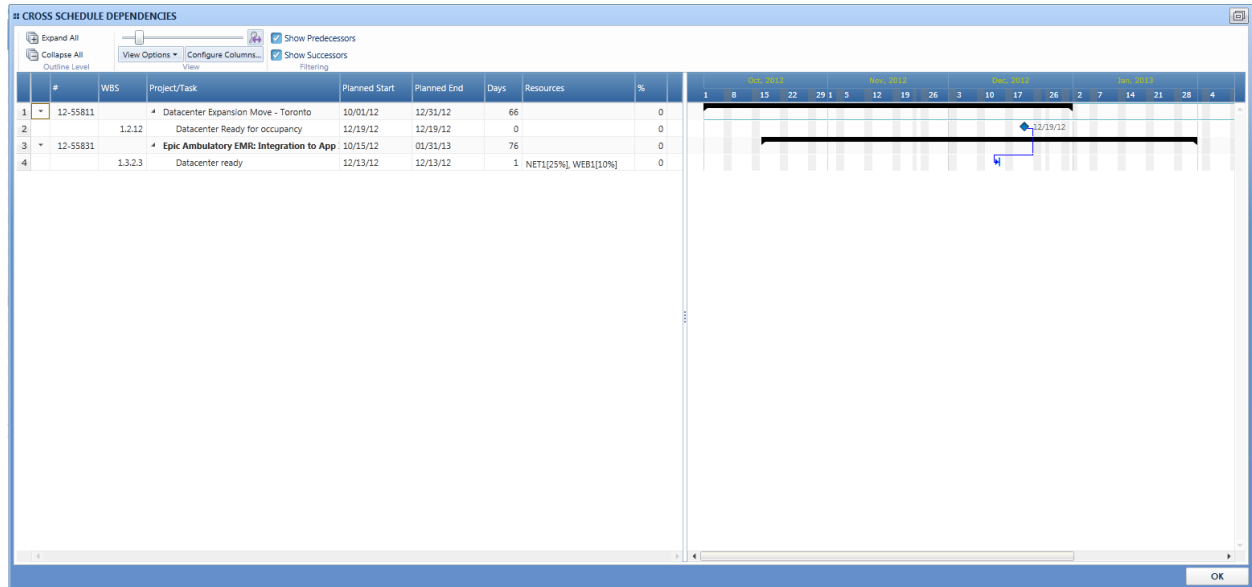 CROSS SCHEDULE DEPENDENCIES
Expand All
Collapse All
Outline Level
View Options
Configure Columns...
View
Show Predecessors
Show Successors
Filtering
# WBS Project/Task Planned Start Planned End Days Resources %
Oct, 2012 Nov, 2012 Dec, 2012 Jan, 2013
1 8 15 22 29 1 5 12 19 26 3 10 17 26 2 7 14 21 28 4
1 12-55811 Datacenter Expansion Move - Toronto 10/01/12 12/31/12 66 0
2 1.2.12 Datacenter Ready for occupancy 12/19/12 12/19/12 0 0
12/19/12
3 12-55831 Epic Ambulatory EMR: Integration to App 10/15/12 01/31/13 76 0
4 1.3.2.3 Datacenter ready 12/13/12 12/13/12 1 NET1[25%], WEB1[10%] 0
OK